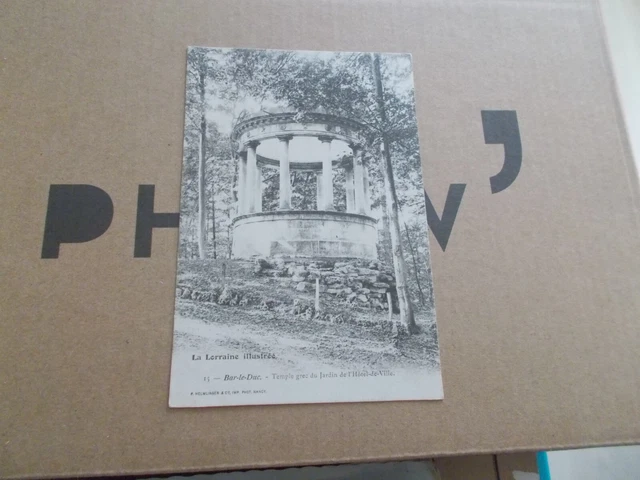 PH W’
La Lorraine illustrée.
15. — Bar-le-Duc. - Temple grec du Jardin de l'Hôtel-de-Ville.